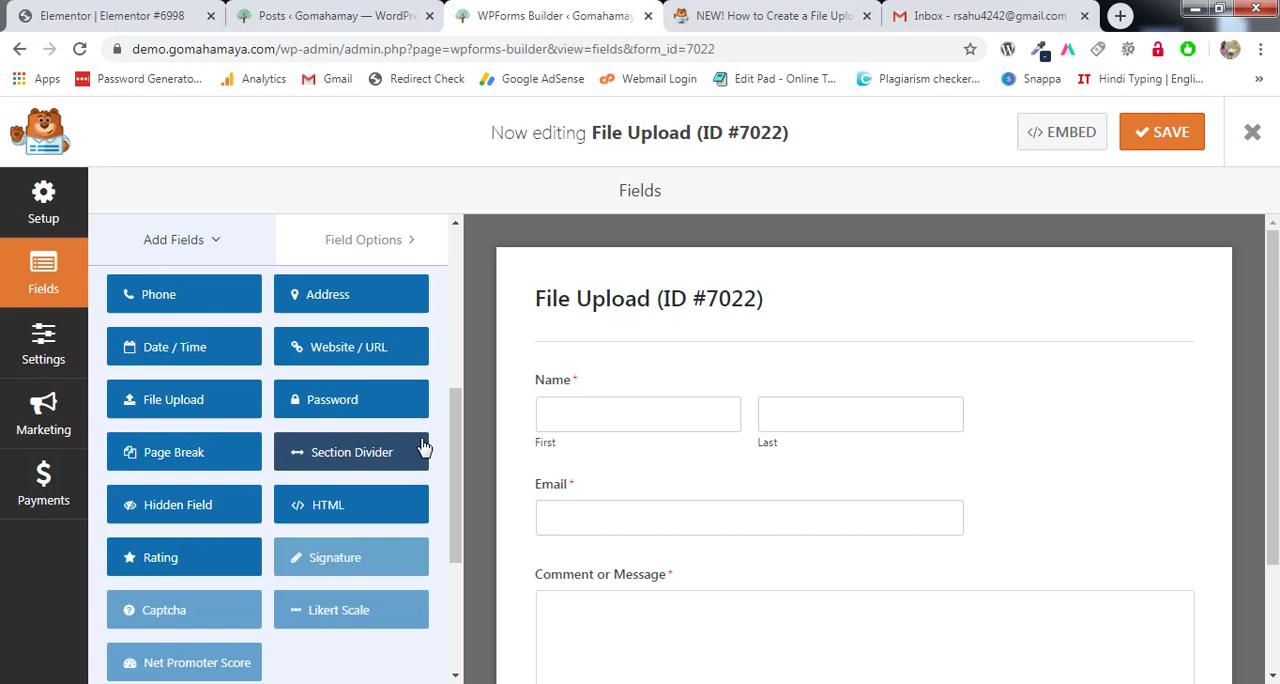 Elementor | Elementor #6998
Posts ‹ Gomahamay — WordPre
WPForms Builder ‹ Gomahamay
NEW! How to Create a File Uplo
Inbox - rsahu4242@gmail.com
demo.gomahamaya.com/wp-admin/admin.php?page=wpforms-builder&view=fields&form_id=7022
Apps
Password Generato...
Analytics
Gmail
Redirect Check
Google AdSense
Webmail Login
Edit Pad - Online T...
Plagiarism checker...
Snappa
IT Hindi Typing | Engli...
»
Now editing File Upload (ID #7022)
</> EMBED
SAVE
Setup
Fields
Settings
Marketing
Payments
Fields
Add Fields
Field Options
Phone
Address
Date / Time
Website / URL
File Upload
Password
Page Break
Section Divider
Hidden Field
</> HTML
Rating
Signature
Captcha
Likert Scale
Net Promoter Score
File Upload (ID #7022)
Name *
First
Last
Email *
Comment or Message *